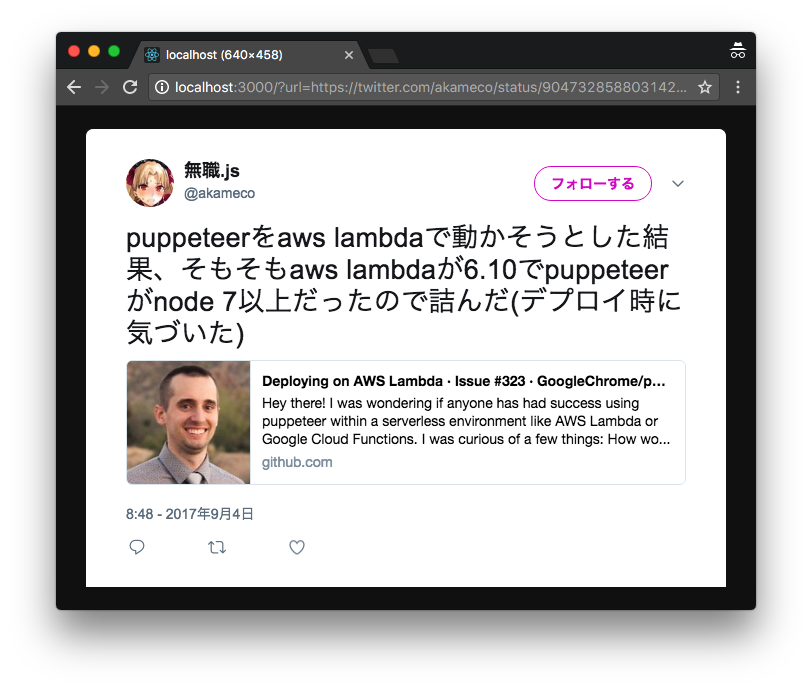 localhost (640×458)
localhost:3000/?url=https://twitter.com/akameco/status/904732858803142...
無職.js
@akameco
フォローする
puppeteerをaws lambdaで動かそうとした結
果、そもそもaws lambdaが6.10でpuppeteer
がnode 7以上だったので詰んだ(デプロイ時に
気づいた)
Deploying on AWS Lambda · Issue #323 · GoogleChrome/p...
Hey there! I was wondering if anyone has had success using
puppeteer within a serverless environment like AWS Lambda or
Google Cloud Functions. I was curious of a few things: How wo...
github.com
8:48 - 2017年9月4日